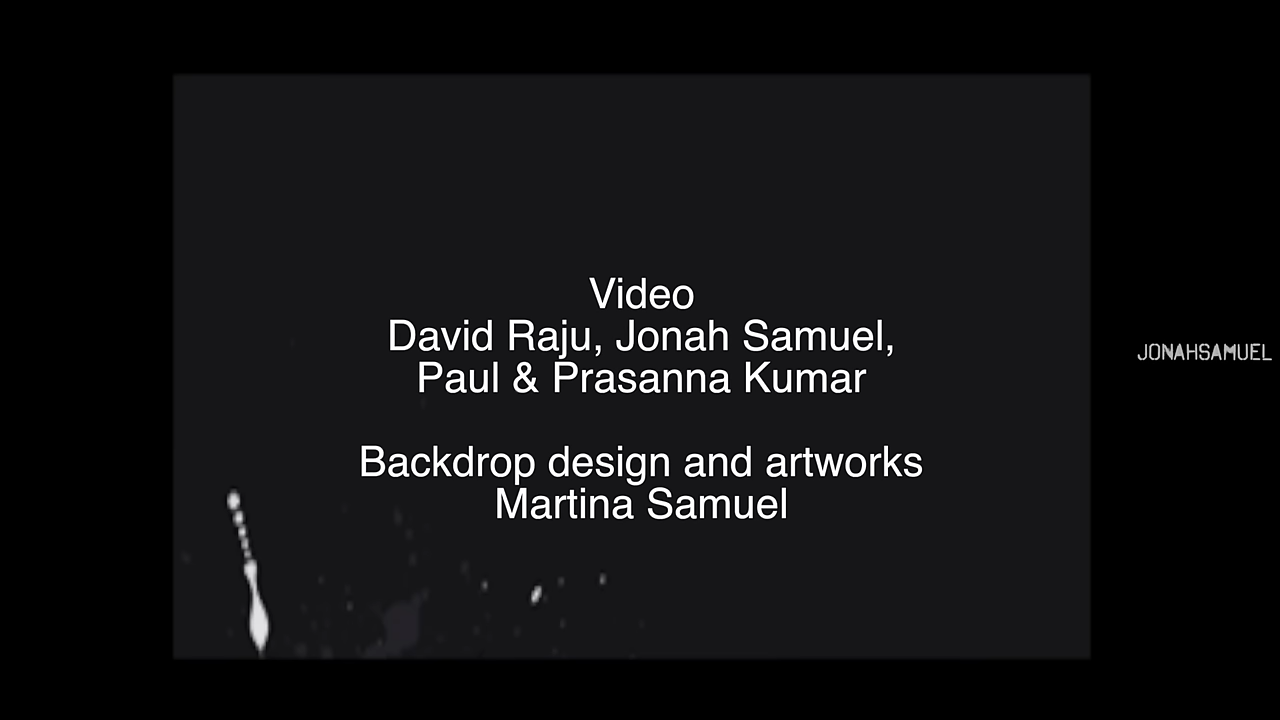 Video
David Raju, Jonah Samuel,
Paul & Prasanna Kumar
Backdrop design and artworks
Martina Samuel
JONAHSAMUEL